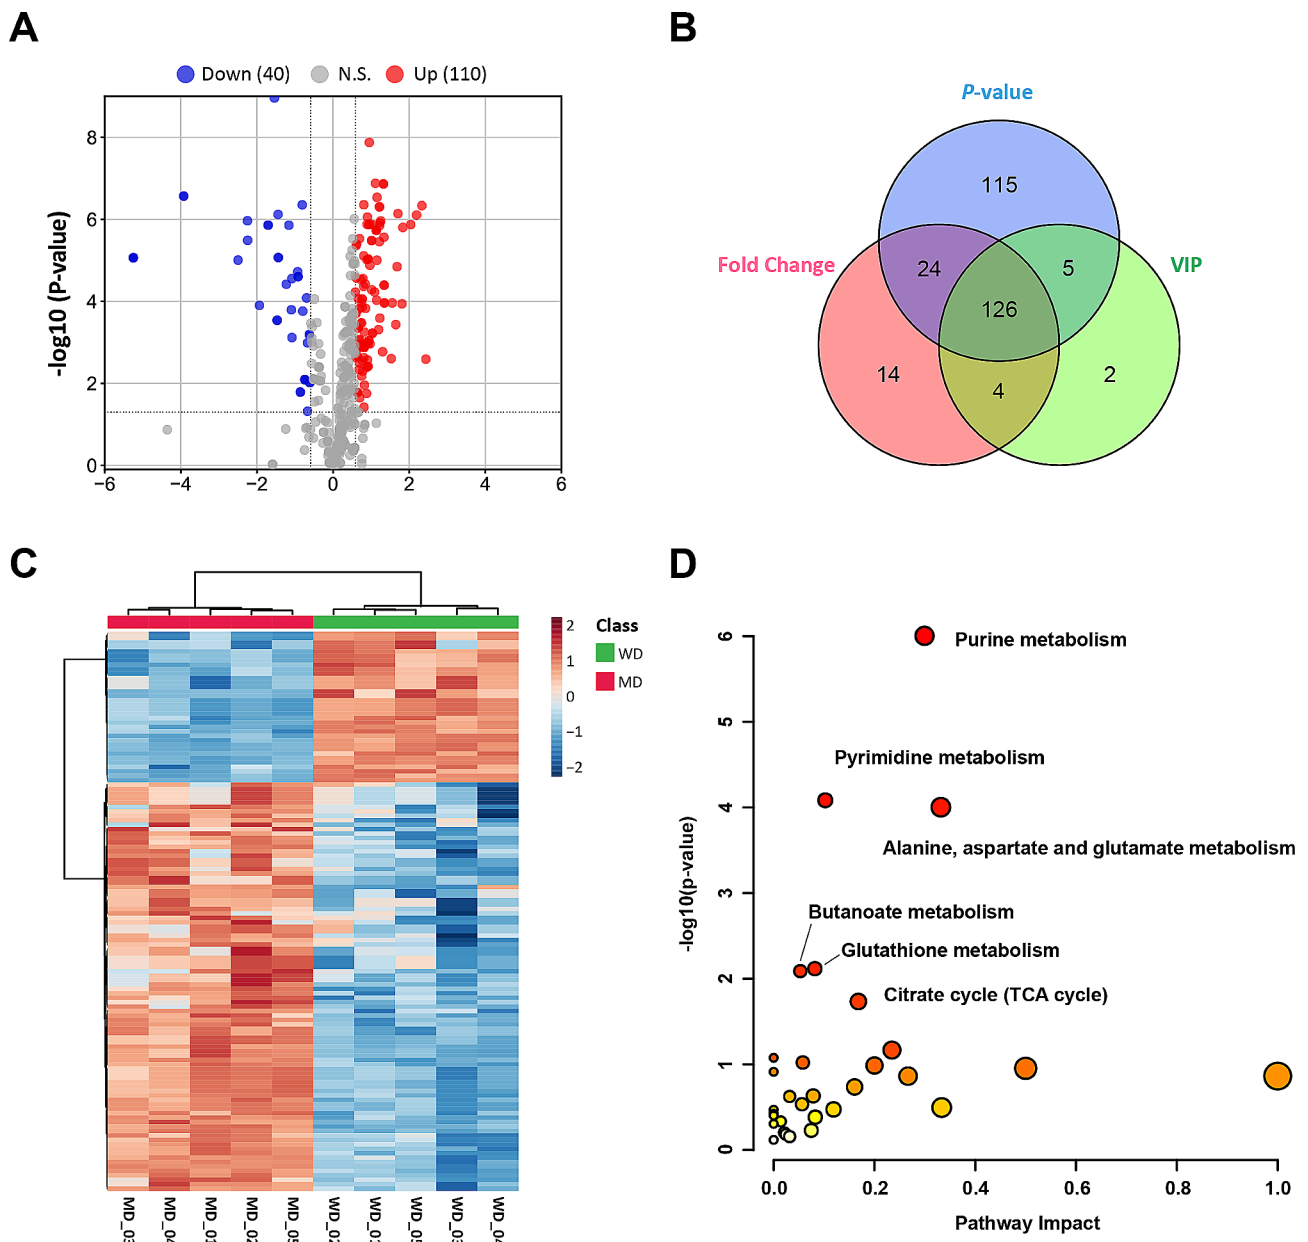 A
Down (40)
N.S.
Up (110)
-log10 (P-value)
8
6
4
2
0
−6
−4
−2
0
2
4
6
B
P-value
115
Fold Change
24
5
VIP
126
14
4
2
C
2
1
0
−1
−2
Class
WD
MD
D
6
5
4
3
2
1
0
-log10(p-value)
Purine metabolism
Pyrimidine metabolism
Alanine, aspartate and glutamate metabolism
Butanoate metabolism
Glutathione metabolism
Citrate cycle (TCA cycle)
0.0
0.2
0.4
0.6
0.8
1.0
Pathway Impact